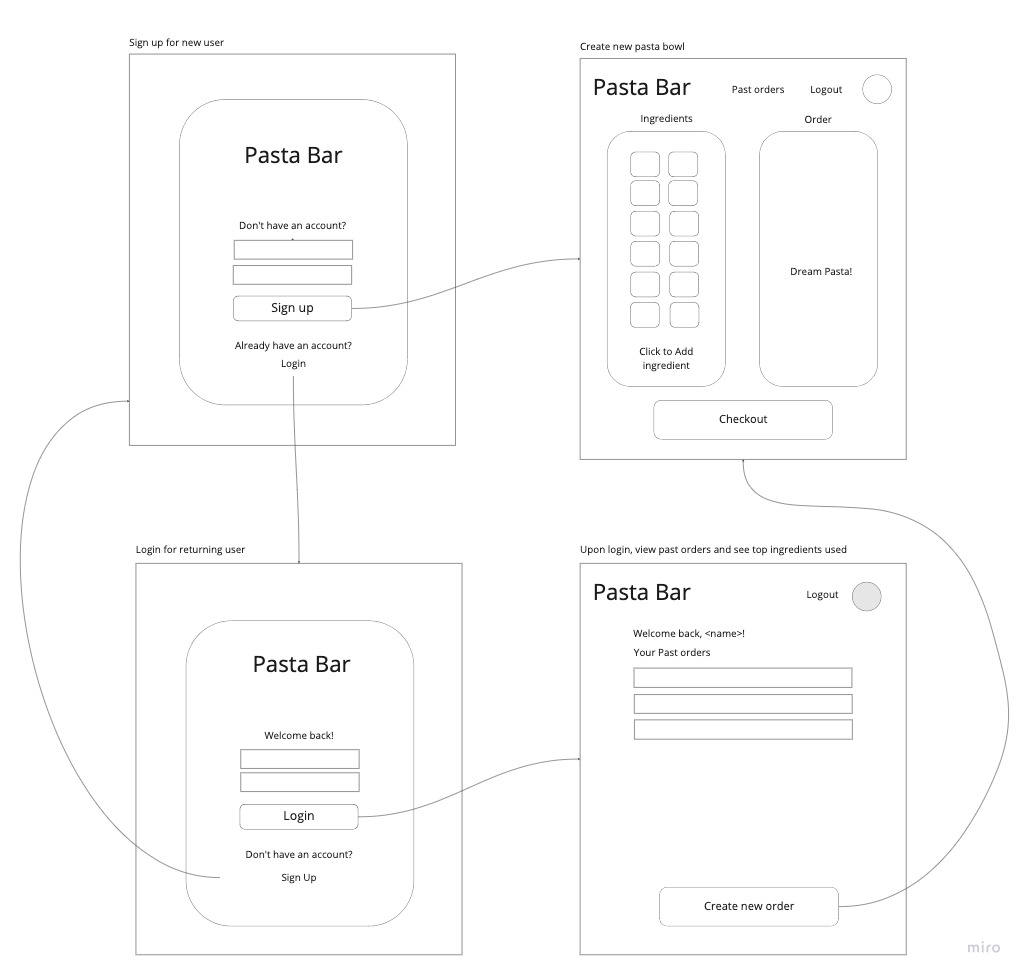 Sign up for new user
Pasta Bar
Don't have an account?
Sign up
Already have an account?
Login
Create new pasta bowl
Pasta Bar
Past orders
Logout
Ingredients
Order
Dream Pasta!
Click to Add
ingredient
Checkout
Login for returning user
Pasta Bar
Welcome back!
Login
Don't have an account?
Sign Up
Upon login, view past orders and see top ingredients used
Pasta Bar
Logout
Welcome back, <name>!
Your Past orders
Create new order
miro